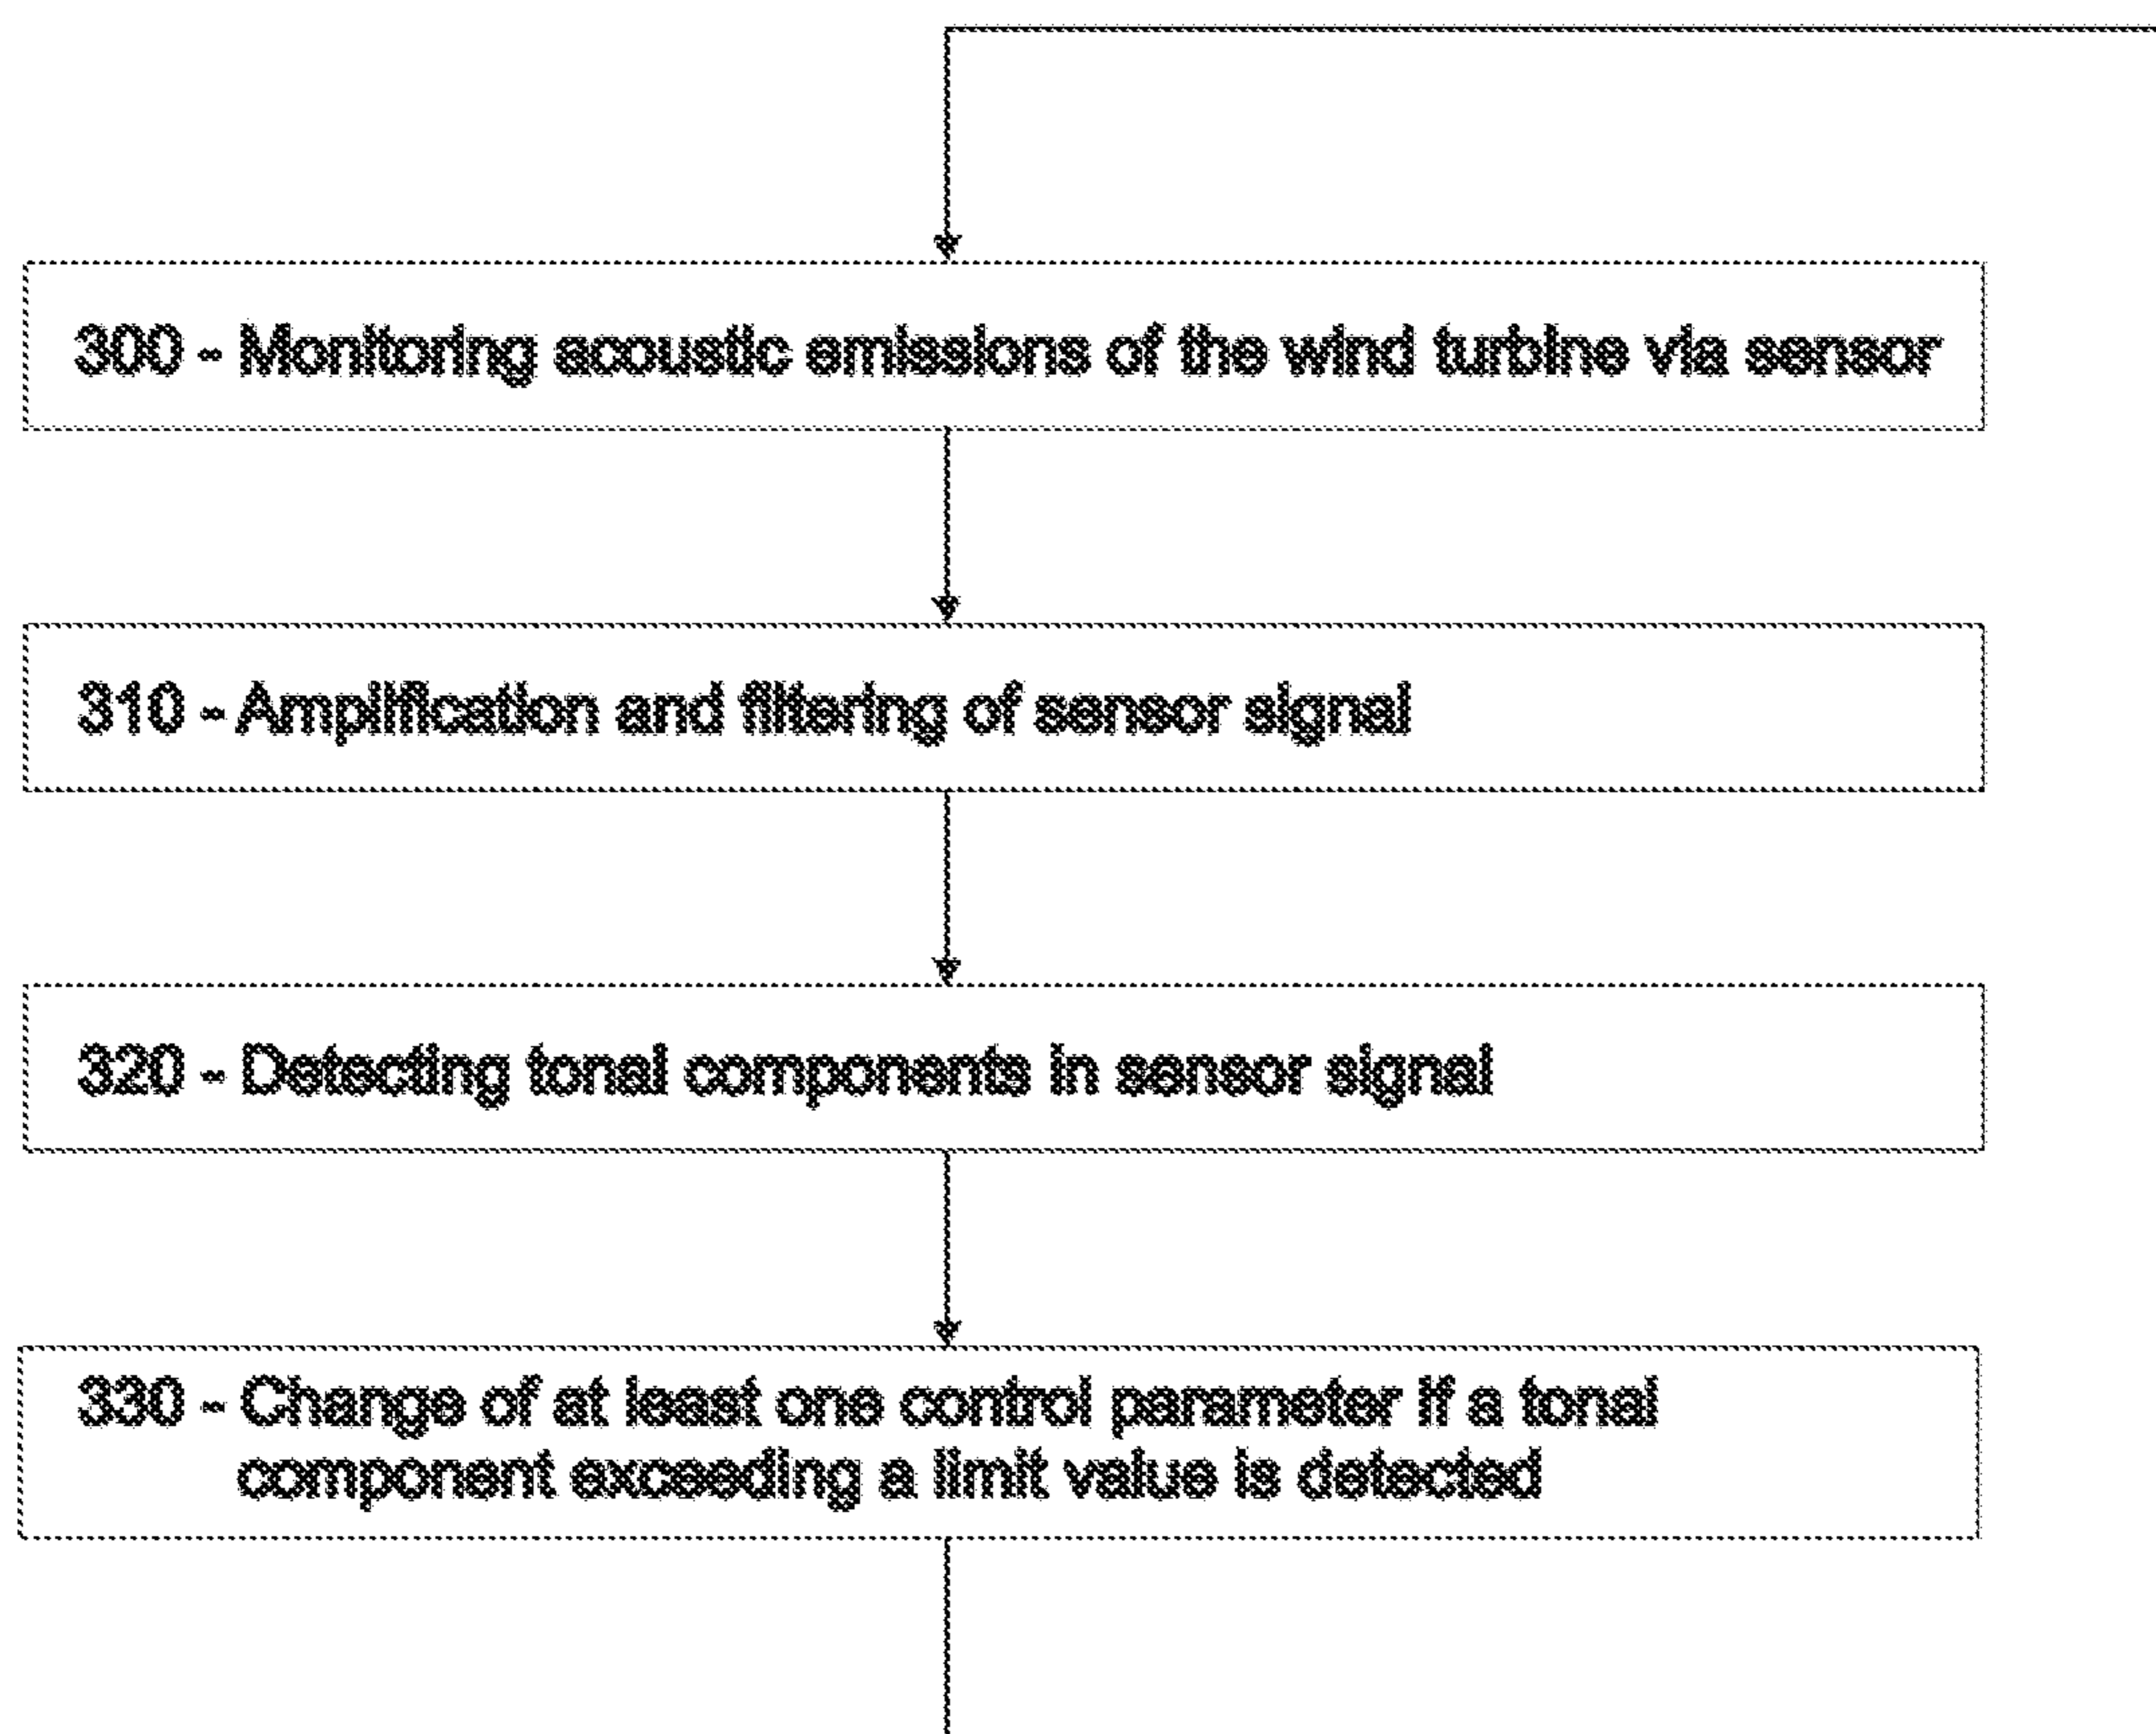 300 - Monitoring acoustic emissions of the wind turbine via sensor
310 - Amplification and filtering of sensor signal
320 - Detecting tonal components in sensor signal
330 - Change of at least one control parameter if a tonal
component exceeding a limit value is detected